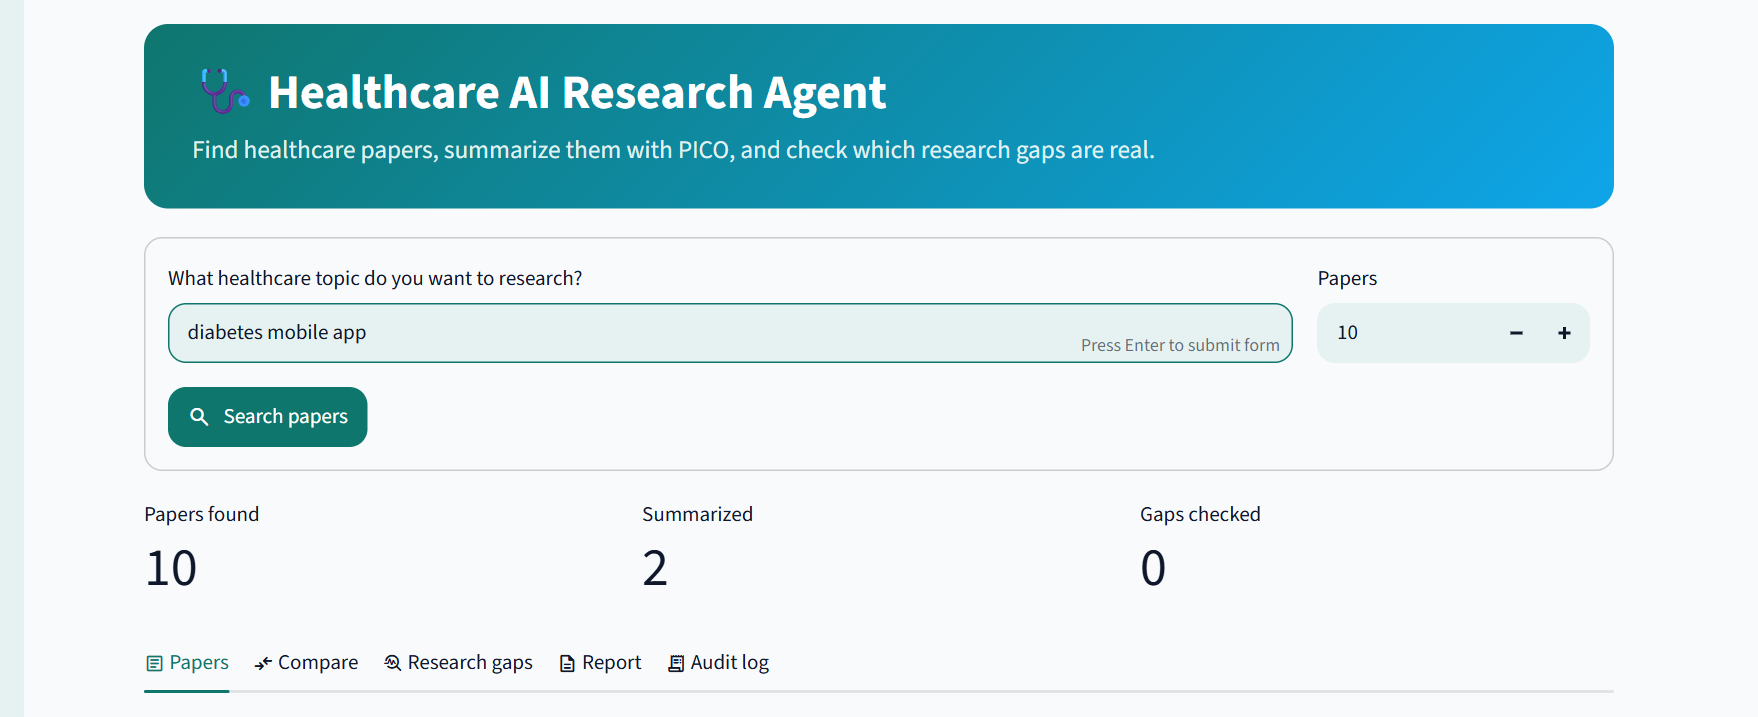 Healthcare AI Research Agent
Find healthcare papers, summarize them with PICO, and check which research gaps are real.
What healthcare topic do you want to research?
Papers
diabetes mobile app
Press Enter to submit form
10
Search papers
Papers found
Summarized
Gaps checked
10
2
0
Papers
Compare
Research gaps
Report
Audit log